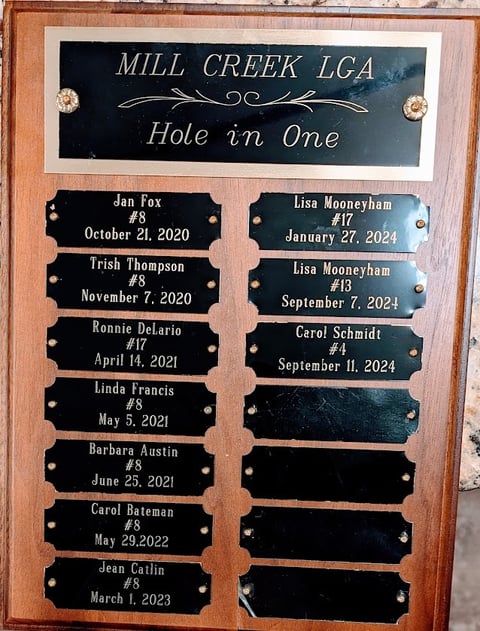 MILL CREEK LGA
Hole in One
Jan Fox
#8
October 21, 2020
Trish Thompson
#8
November 7, 2020
Ronnie DeLario
#17
April 14, 2021
Linda Francis
#8
May 5, 2021
Barbara Austin
#8
June 25, 2021
Carol Bateman
#8
May 29,2022
Jean Catlin
#8
March 1, 2023
Lisa Mooneyham
#17
January 27, 2024
Lisa Mooneyham
#13
September 7, 2024
Carol Schmidt
#4
September 11, 2024